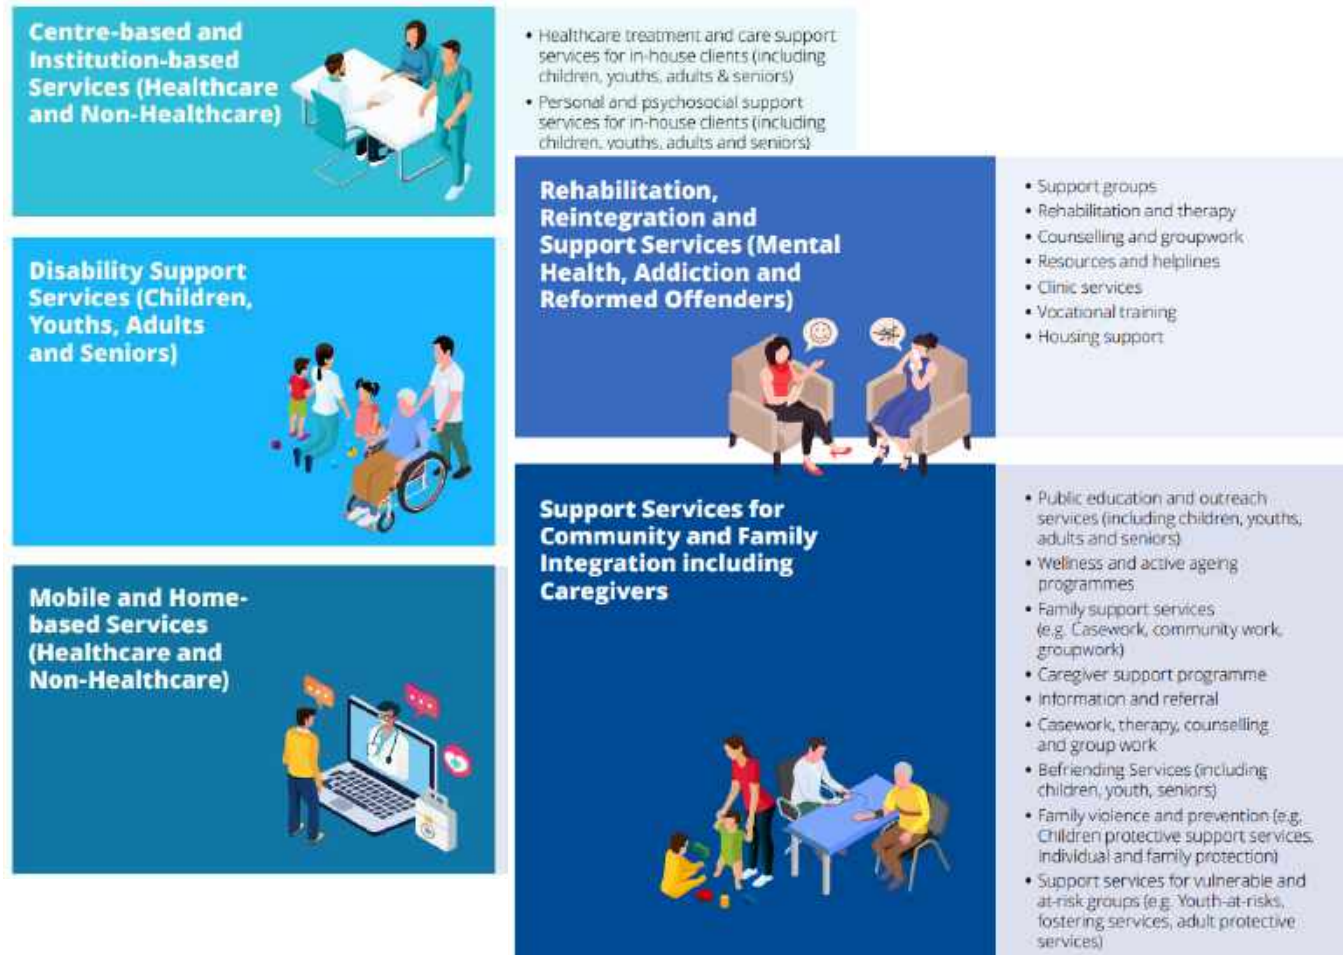 Centre-based and
Institution-based
Services (Healthcare
and Non-Healthcare)
• Healthcare treatment and care support
services for in-house clients (including
children, youths, adults & seniors)
• Personal and psychosocial support
services for in-house clients (including
children, youths, adults and seniors)
Disability Support
Services (Children,
Youths, Adults
and Seniors)
Mobile and Home-
based Services
(Healthcare and
Non-Healthcare)
Rehabilitation,
Reintegration and
Support Services (Mental
Health, Addiction and
Reformed Offenders)
• Support groups
• Rehabilitation and therapy
• Counselling and groupwork
• Resources and helplines
• Clinic services
• Vocational training
• Housing support
Support Services for
Community and Family
Integration including
Caregivers
• Public education and outreach
services (including children, youths,
adults and seniors)
• Wellness and active ageing
programmes
• Family support services
(e.g. Casework, community work,
groupwork)
• Caregiver support programme
• Information and referral
• Casework, therapy, counselling
and group work
• Befriending Services (including
children, youth, seniors)
• Family violence and prevention (e.g.
Children protective support services,
Individual and family protection)
• Support services for vulnerable and
at-risk groups (e.g. Youth-at-risks,
fostering services, adult protective
services)